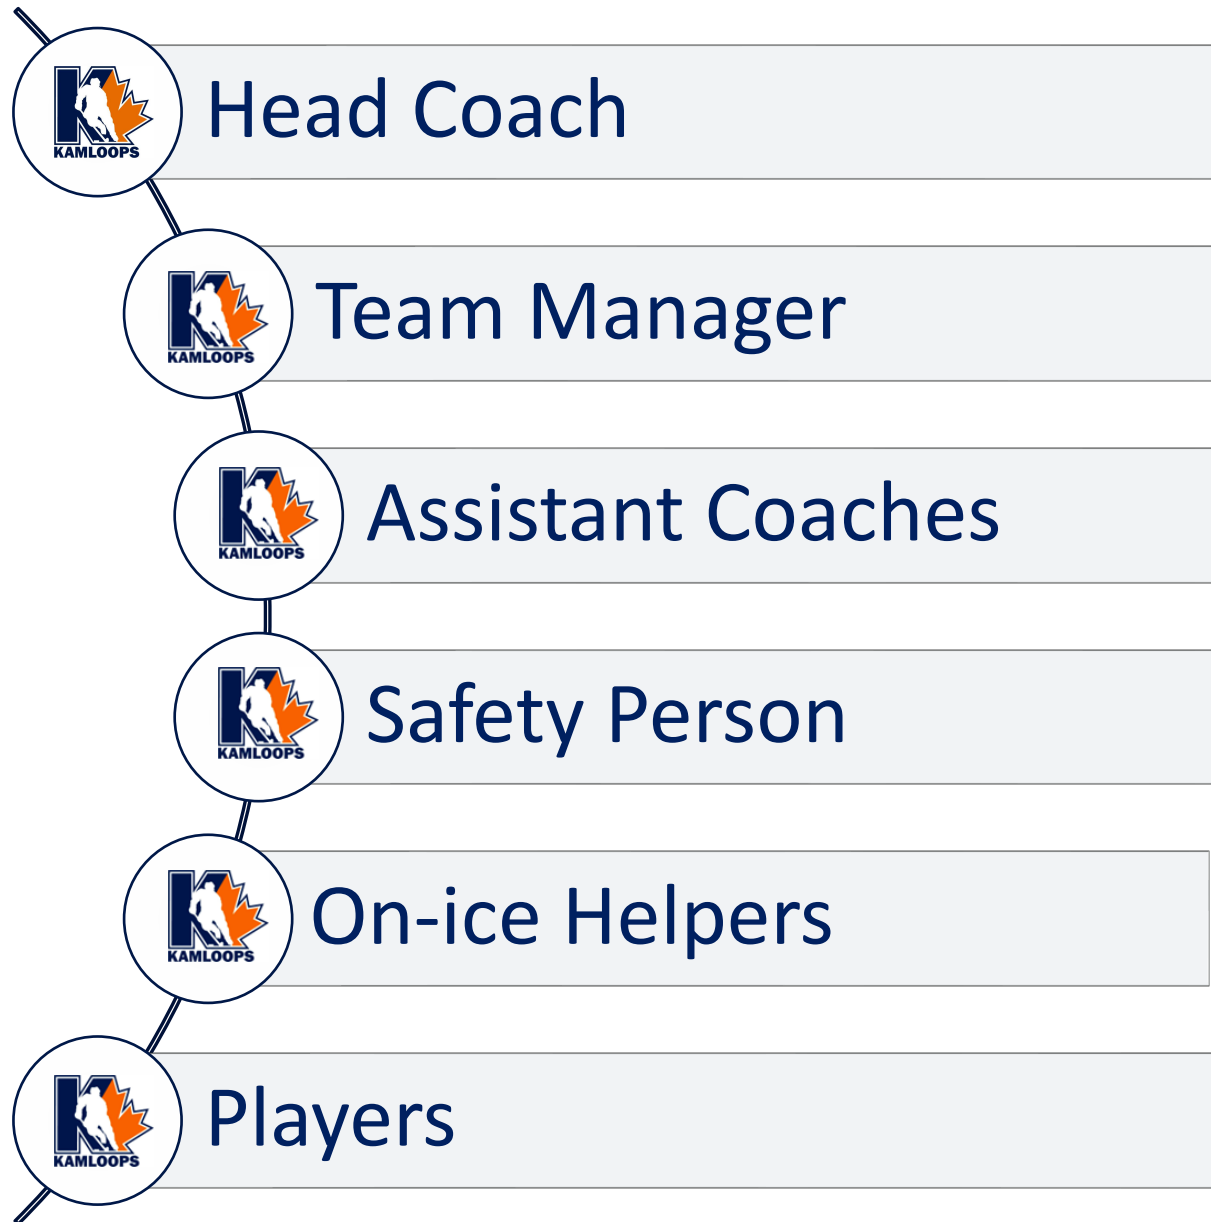 KAMLOOPS
Head Coach
KAMLOOPS
Team Manager
KAMLOOPS
Assistant Coaches
KAMLOOPS
Safety Person
KAMLOOPS
On-ice Helpers
KAMLOOPS
Players